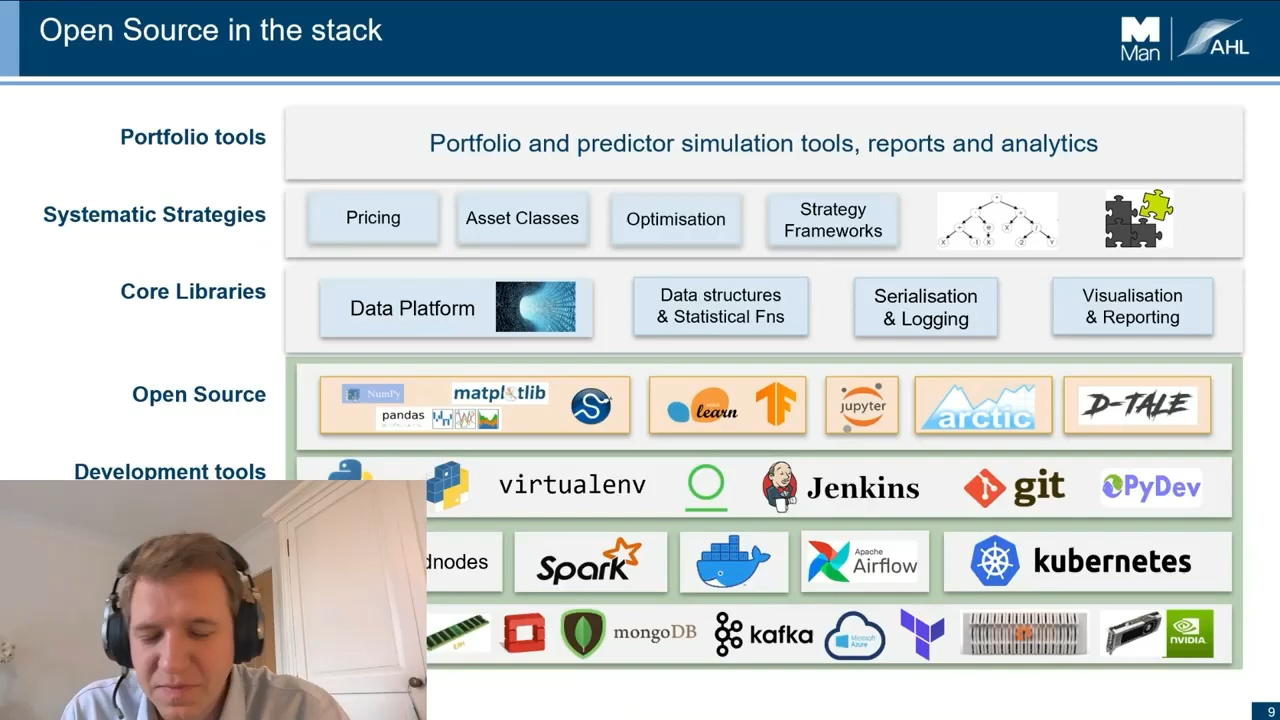 Open Source in the stack
Man
AHL
Portfolio tools
Portfolio and predictor simulation tools, reports and analytics
Systematic Strategies
Pricing
Asset Classes
Optimisation
Strategy
Frameworks
Core Libraries
Data Platform
Data structures
& Statistical Fns
Serialisation
& Logging
Visualisation
& Reporting
Open Source
NumPy
matplotlib
pandas
learn
jupyter
arctic
D-TALE
Development tools
virtualenv
Jenkins
git
PyDev
dnodes
Spark
Apache
Airflow
kubernetes
mongoDB
kafka
Microsoft
Azure
NVIDIA
9